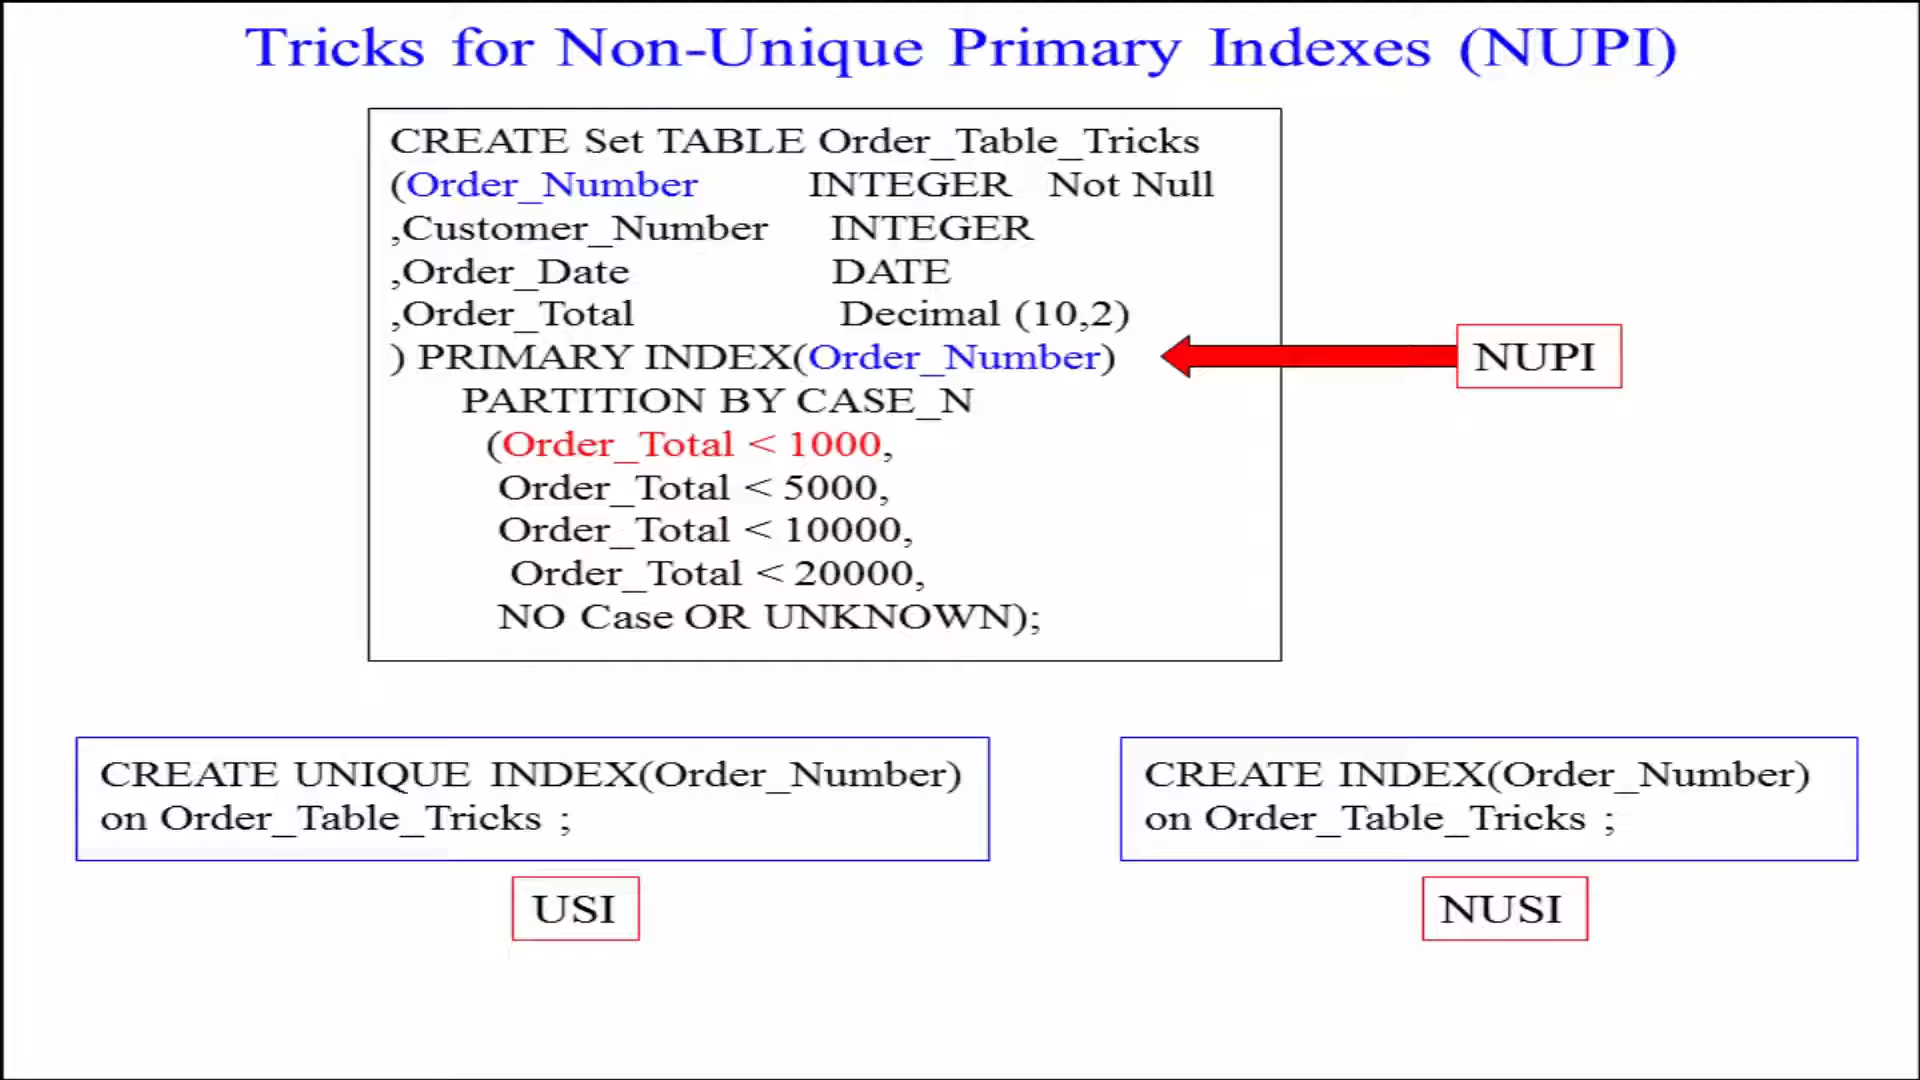 Tricks for Non-Unique Primary Indexes (NUPI)
CREATE Set TABLE Order_Table_Tricks
(Order_Number INTEGER Not Null
,Customer_Number INTEGER
,Order_Date DATE
,Order_Total Decimal (10,2)
) PRIMARY INDEX(Order_Number)
NUPI
PARTITION BY CASE_N
(Order_Total < 1000,
Order_Total < 5000,
Order_Total < 10000,
Order_Total < 20000,
NO Case OR UNKNOWN);
CREATE UNIQUE INDEX(Order_Number)
on Order_Table_Tricks ;
USI
CREATE INDEX(Order_Number)
on Order_Table_Tricks ;
NUSI